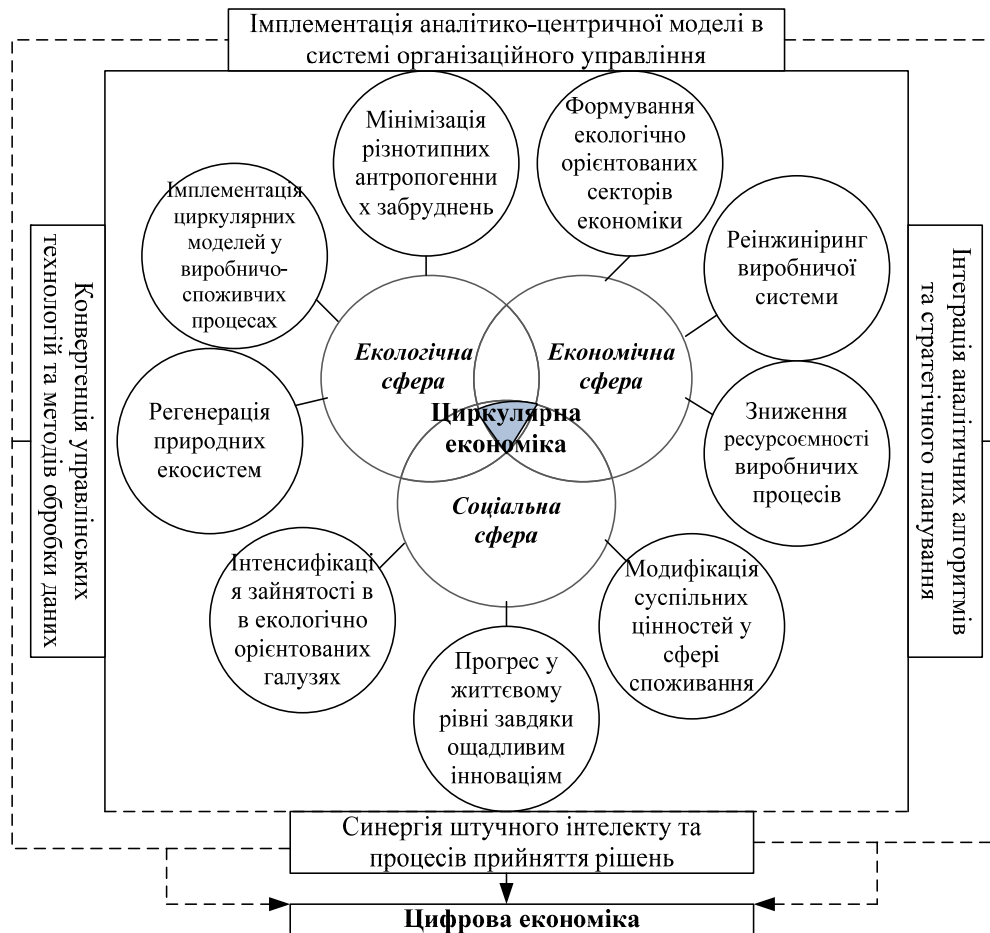 Імплементація аналітико-центричної моделі в
системі організаційного управління
Мінімізація
різнотипних
антропогенни
х забруднень
Формування
екологічно
орієнтованих
секторів
економіки
Імплементація
циркулярних
моделей у
виробничо-
споживчих
процесах
Реінжиніринг
виробничої
системи
Конвергенція управлінських
технологій та методів обробки даних
Інтеграція аналітичних алгоритмів
та стратегічного планування
Екологічна
сфера
Економічна
сфера
Циркулярна
економіка
Регенерація
природних
екосистем
Зниження
ресурсоємності
виробничих
процесів
Соціальна
сфера
Інтенсифікаці
я зайнятості в
в екологічно
орієнтованих
галузях
Модифікація
суспільних
цінностей у
сфері
споживання
Прогрес у
життєвому
рівні завдяки
ощадливим
інноваціям
Синергія штучного інтелекту та
процесів прийняття рішень
Цифрова економіка